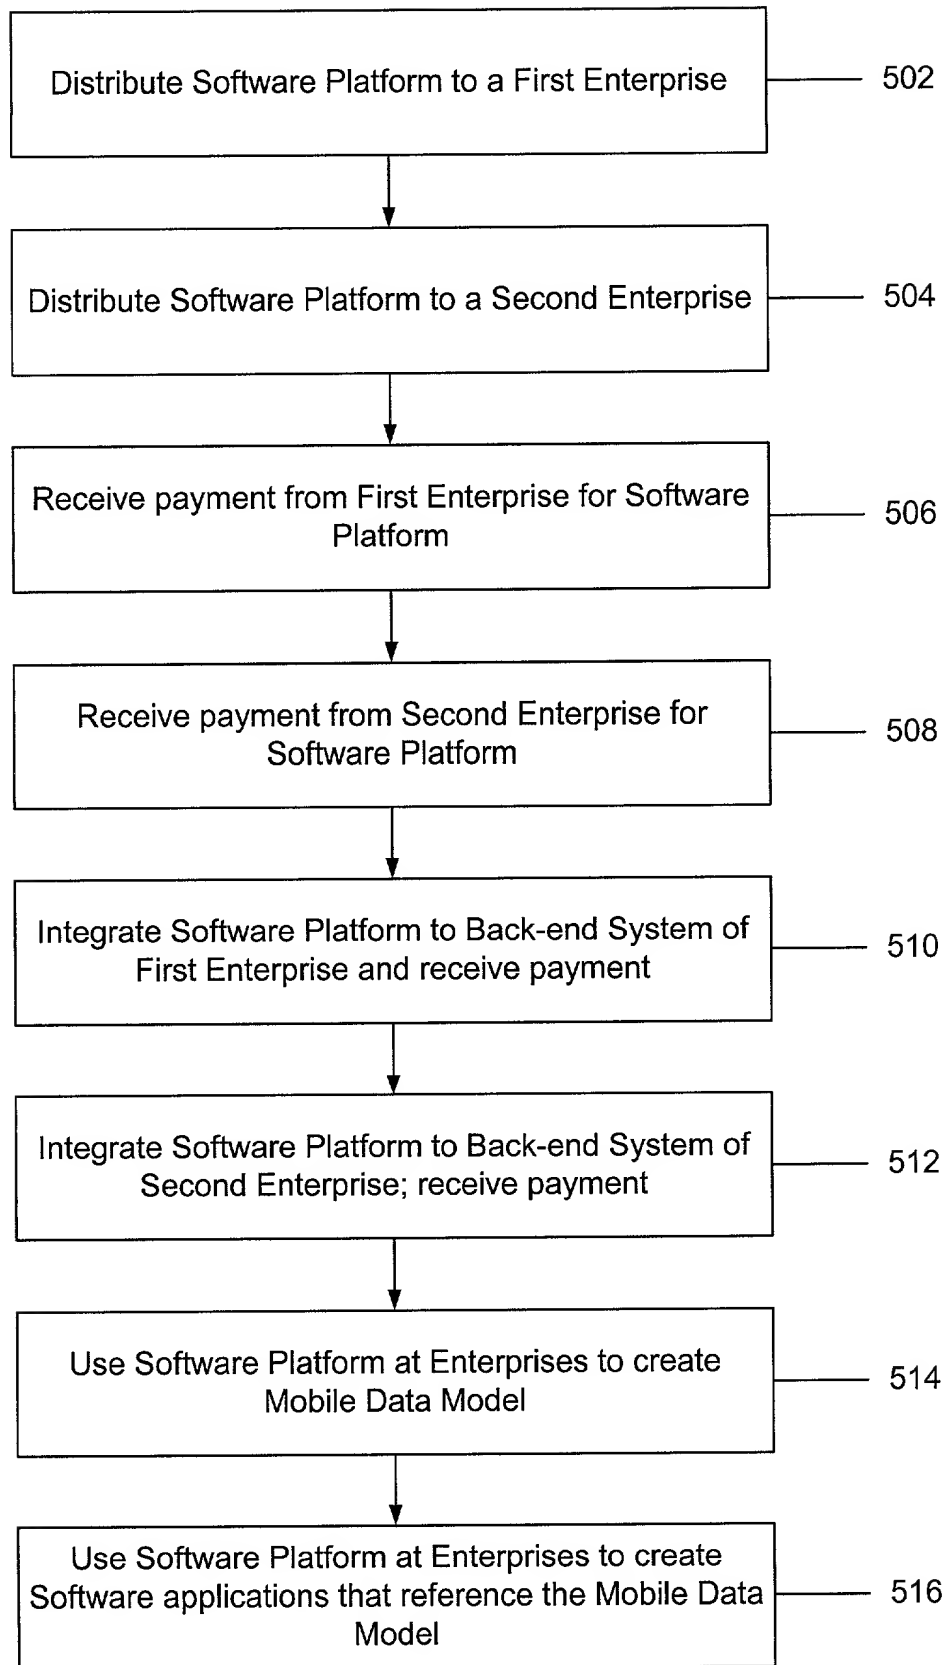 Distribute Software Platform to a First Enterprise
502
Distribute Software Platform to a Second Enterprise
504
Receive payment from First Enterprise for Software
Platform
506
Receive payment from Second Enterprise for
Software Platform
508
Integrate Software Platform to Back-end System of
First Enterprise and receive payment
510
Integrate Software Platform to Back-end System of
Second Enterprise; receive payment
512
Use Software Platform at Enterprises to create
Mobile Data Model
514
Use Software Platform at Enterprises to create
Software applications that reference the Mobile Data
Model
516